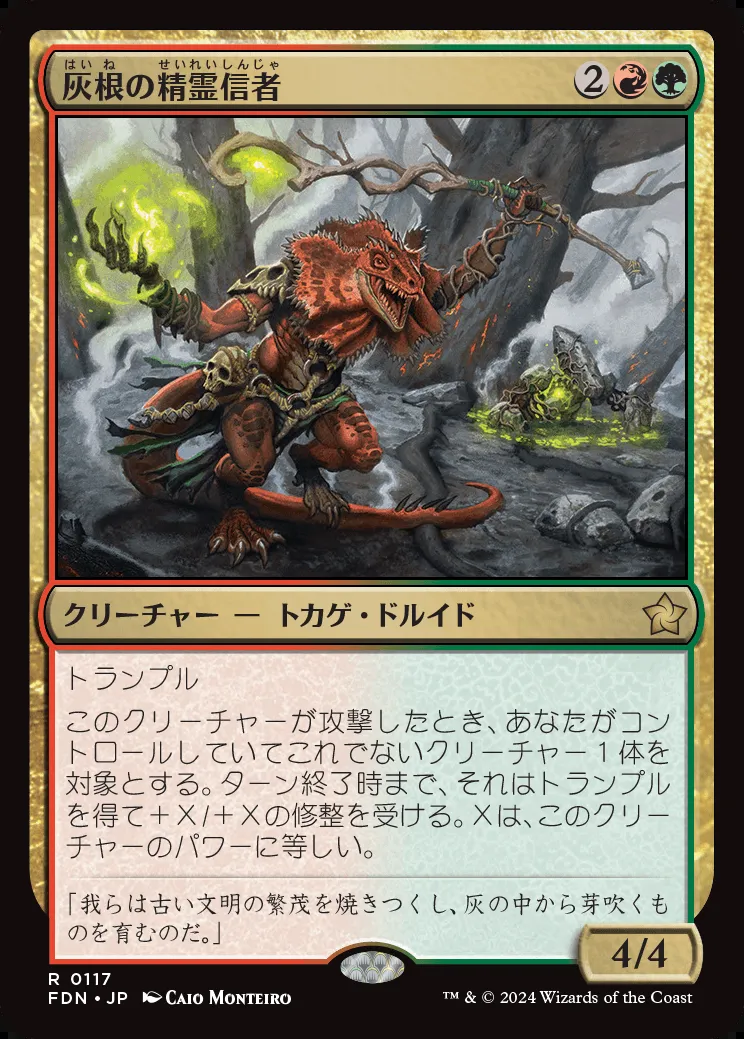 はいね せいれいしんじゃ
灰根の精霊信者 2
クリーチャー — トカゲ・ドルイド
トランプル
このクリーチャーが攻撃したとき、あなたがコン
トロールしていてこれでないクリーチャー１体を
対象とする。ターン終了時まで、それはトランプル
を得て＋Ｘ/＋Ｘの修整を受ける。Ｘは、このクリー
チャーのパワーに等しい。
「我らは古い文明の繁茂を焼きつくし、灰の中から芽吹くも
のを育むのだ。」
4/4
R 0117
FDN • JP Caio Monteiro
™ & © 2024 Wizards of the Coast